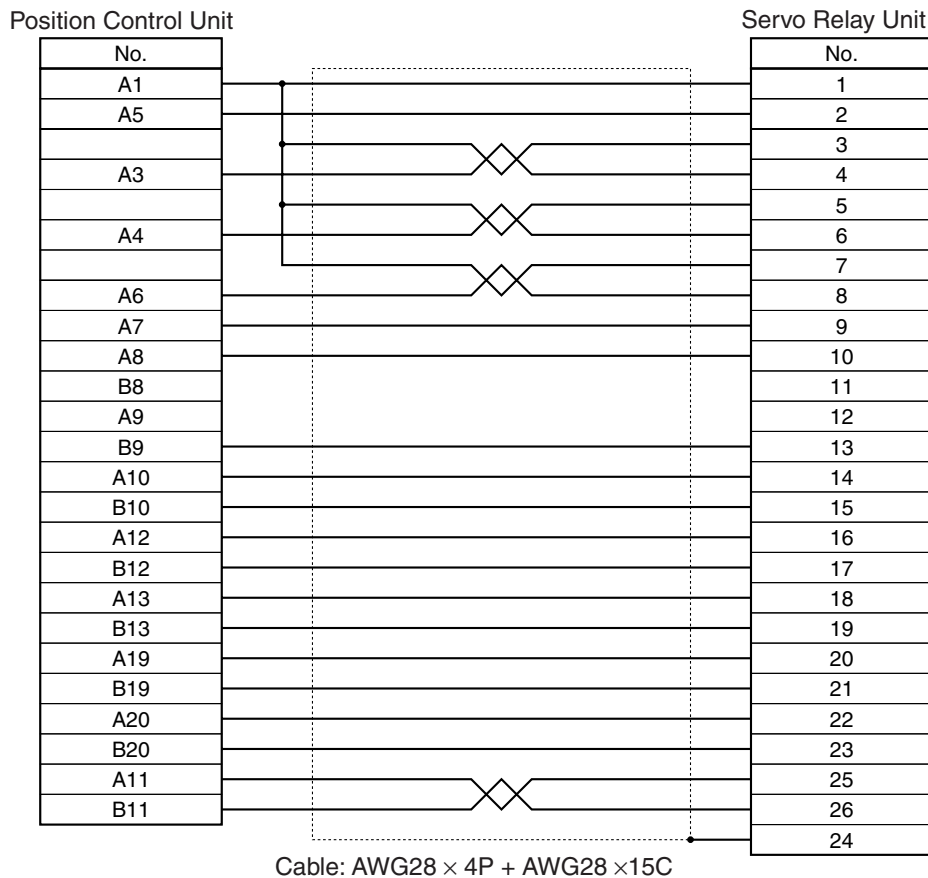 Position Control Unit Servo Relay Unit
No. No.
A1 1
A5 2
3
A3 4
5
A4 6
7
A6 8
A7 9
A8 10
B8 11
A9 12
B9 13
A10 14
B10 15
A12 16
B12 17
A13 18
B13 19
A19 20
B19 21
A20 22
B20 23
A11 25
B11 26
24
Cable: AWG28 × 4P + AWG28 ×15C